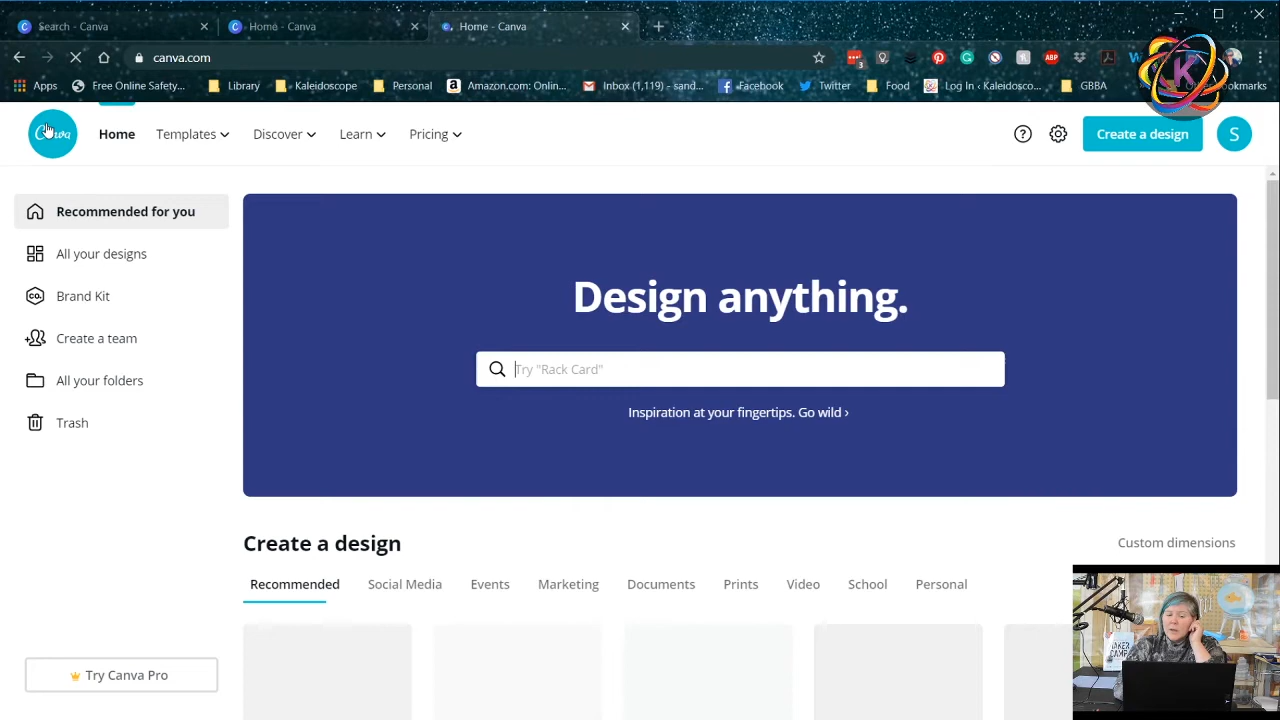 Search - Canva
Home - Canva
Home - Canva
canva.com
3
ABP
Apps
Free Online Safety...
Library
Kaleidoscope
Personal
Amazon.com: Onlin...
Inbox (1,119) - sand...
Facebook
Twitter
Food
Log In ‹ Kaleidosco...
GBBA
K
Canva
Home
Templates
Discover
Learn
Pricing
Create a design
S
Recommended for you
All your designs
Brand Kit
Create a team
All your folders
Trash
Try Canva Pro
Design anything.
Try "Rack Card"
Inspiration at your fingertips. Go wild ›
Create a design
Custom dimensions
Recommended
Social Media
Events
Marketing
Documents
Prints
Video
School
Personal
MAKER
CAMP